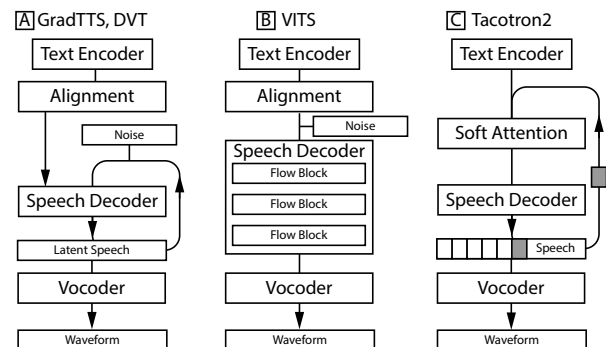 A GradTTS, DVT
Text Encoder
Alignment
Noise
Speech Decoder
Latent Speech
Vocoder
Waveform
B VITS
Text Encoder
Alignment
Noise
Speech Decoder
Flow Block
Flow Block
Flow Block
Vocoder
Waveform
C Tacotron2
Text Encoder
Soft Attention
Speech Decoder
Speech
Vocoder
Waveform